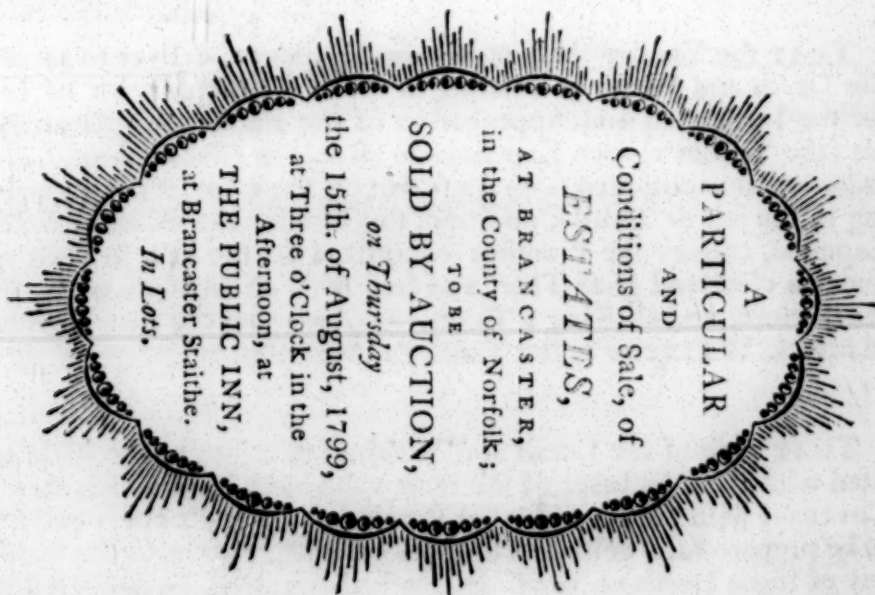 A
PARTICULAR
AND
Conditions of Sale, of
ESTATES,
AT BRANCASTER,
in the County of Norfolk;
TO BE
SOLD BY AUCTION,
on Thursday
the 15th. of August, 1799,
at Three o'Clock in the
Afternoon, at
THE PUBLIC INN,
at Brancaster Staithe.
In Lots.